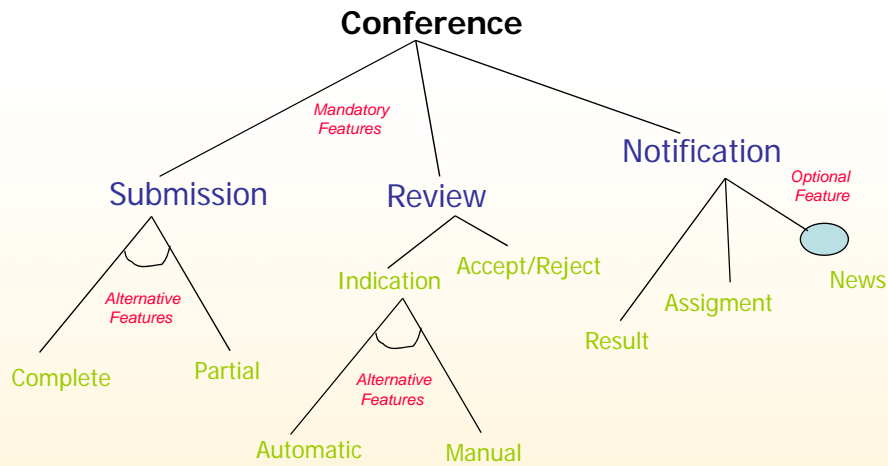 Conference
Mandatory
Features
Notification
Optional
Feature
Submission
Review
Accept/Reject
Indication
News
Assigment
Alternative
Features
Result
Partial
Complete
Alternative
Features
Automatic
Manual